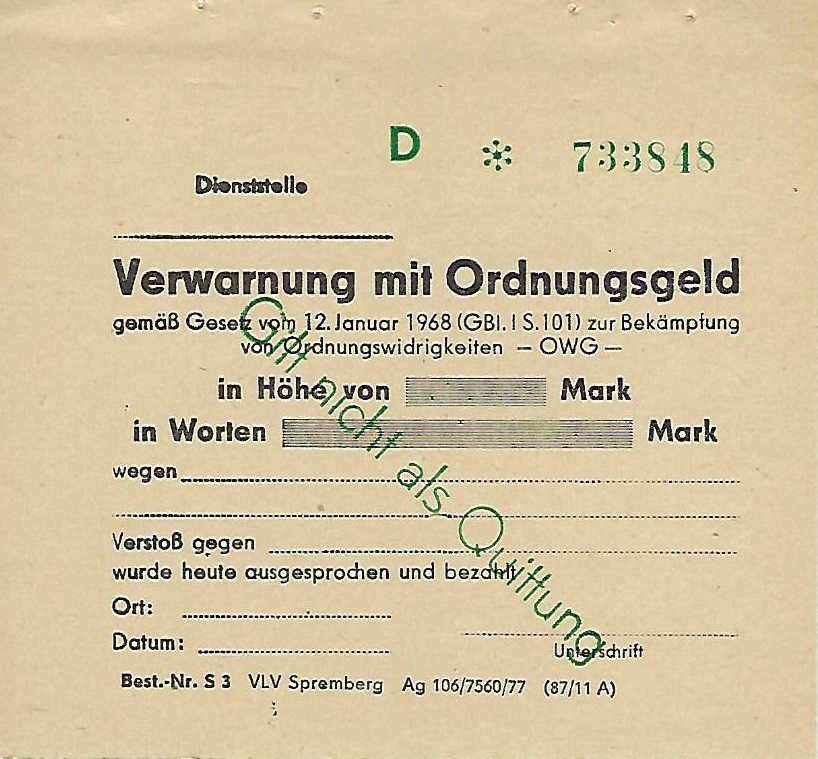 D * 733848
Dienststelle
Verwarnung mit Ordnungsgeld
gemäß Gesetz vom 12. Januar 1968 (GBl. I S. 101) zur Bekämpfung
von Ordnungswidrigkeiten — OWG —
in Höhe von Mark
in Worten Mark
wegen
Verstoß gegen
wurde heute ausgesprochen und bezahlt
Ort:
Datum:
Unterschrift
Best.-Nr. S 3 VLV Spremberg Ag 106/7560/77 (87/11 A)
Gilt nicht als Quittung